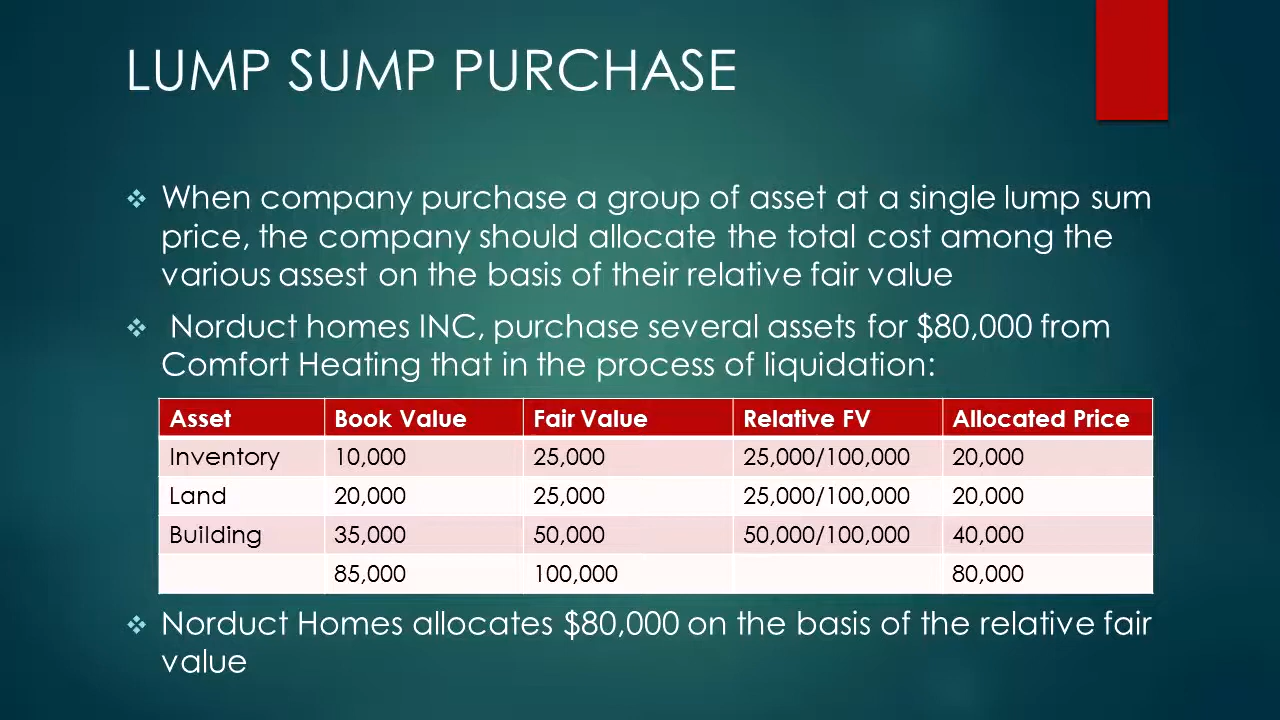 LUMP SUMP PURCHASE
When company purchase a group of asset at a single lump sum
price, the company should allocate the total cost among the
various assest on the basis of their relative fair value
Norduct homes INC, purchase several assets for $80,000 from
Comfort Heating that in the process of liquidation:
Asset Book Value Fair Value Relative FV Allocated Price
Inventory 10,000 25,000 25,000/100,000 20,000
Land 20,000 25,000 25,000/100,000 20,000
Building 35,000 50,000 50,000/100,000 40,000
85,000 100,000 80,000
Norduct Homes allocates $80,000 on the basis of the relative fair
value